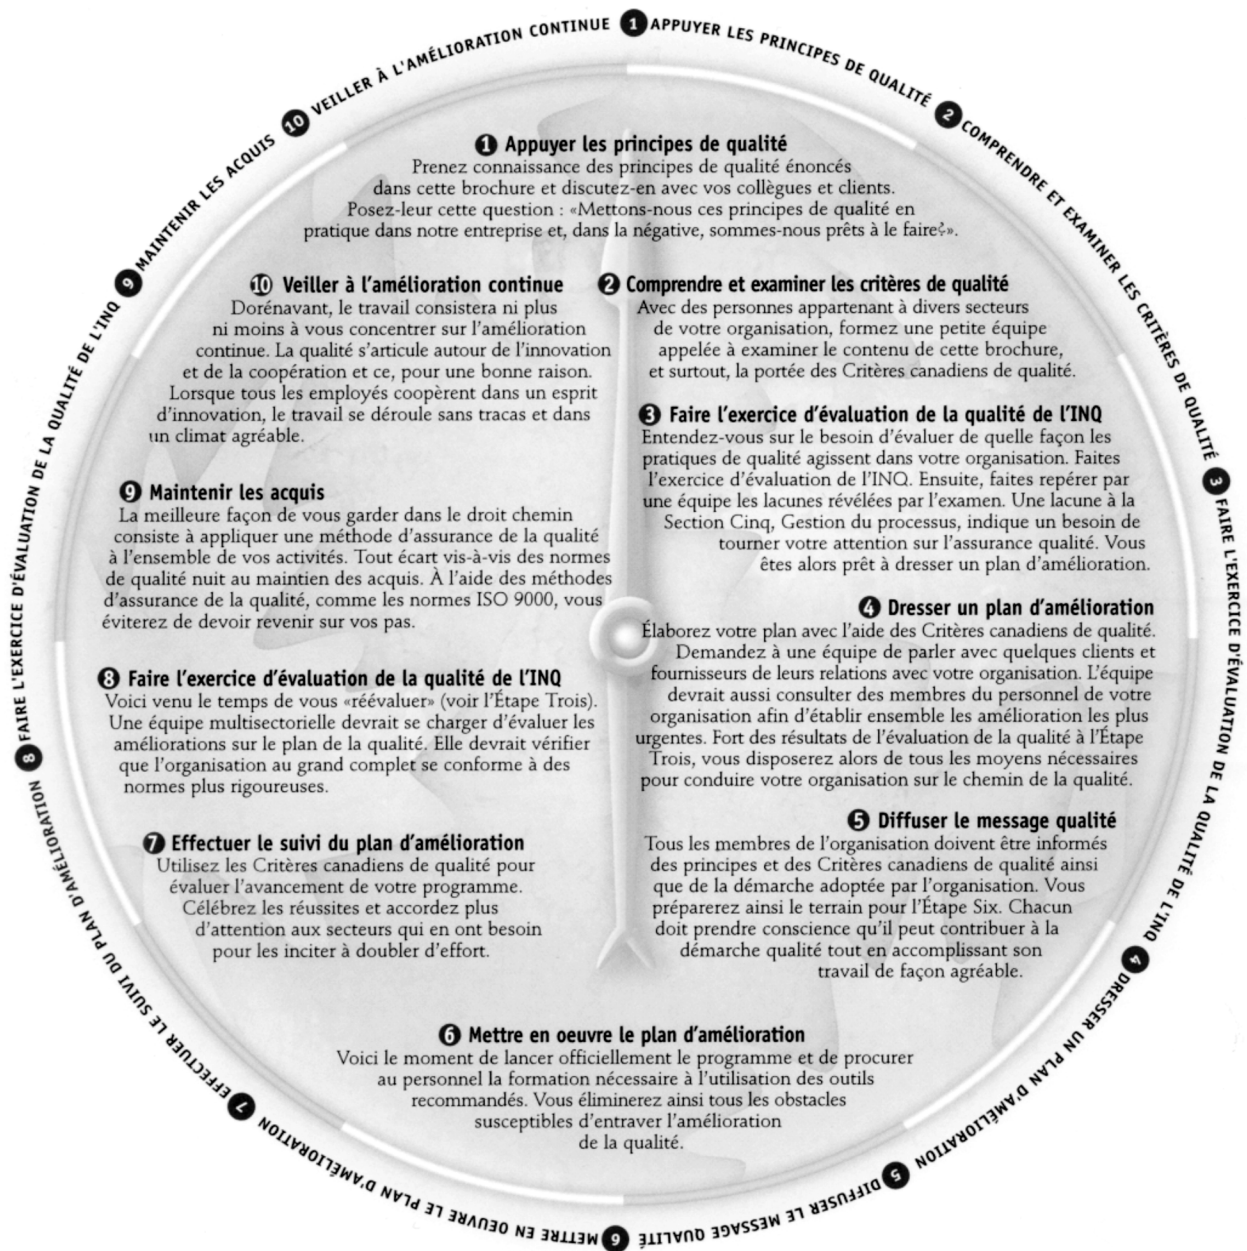 1 APPUYER LES PRINCIPES DE QUALITÉ
2 COMPRENDRE ET EXAMINER LES CRITÈRES DE QUALITÉ
3 FAIRE L'EXERCICE D'ÉVALUATION DE LA QUALITÉ DE L'INQ
4 DRESSER UN PLAN D'AMÉLIORATION
5 DIFFUSER LE MESSAGE QUALITÉ
6 METTRE EN OEUVRE LE PLAN D'AMÉLIORATION
7 EFFECTUER LE SUIVI DU PLAN D'AMÉLIORATION
8 FAIRE L'EXERCICE D'ÉVALUATION DE LA QUALITÉ DE L'INQ
9 MAINTENIR LES ACQUIS
10 VEILLER À L'AMÉLIORATION CONTINUE
1 Appuyer les principes de qualité
Prenez connaissance des principes de qualité énoncés
dans cette brochure et discutez-en avec vos collègues et clients.
Posez-leur cette question : «Mettons-nous ces principes de qualité en
pratique dans notre entreprise et, dans la négative, sommes-nous prêts à le faire?».
2 Comprendre et examiner les critères de qualité
Avec des personnes appartenant à divers secteurs
de votre organisation, formez une petite équipe
appelée à examiner le contenu de cette brochure,
et surtout, la portée des Critères canadiens de qualité.
3 Faire l'exercice d'évaluation de la qualité de l'INQ
Entendez-vous sur le besoin d'évaluer de quelle façon les
pratiques de qualité agissent dans votre organisation. Faites
l'exercice d'évaluation de l'INQ. Ensuite, faites repérer par
une équipe les lacunes révélées par l'examen. Une lacune à la
Section Cinq, Gestion du processus, indique un besoin de
tourner votre attention sur l'assurance qualité. Vous
êtes alors prêt à dresser un plan d'amélioration.
4 Dresser un plan d'amélioration
Élaborez votre plan avec l'aide des Critères canadiens de qualité.
Demandez à une équipe de parler avec quelques clients et
fournisseurs de leurs relations avec votre organisation. L'équipe
devrait aussi consulter des membres du personnel de votre
organisation afin d'établir ensemble les amélioration les plus
urgentes. Fort des résultats de l'évaluation de la qualité à l'Étape
Trois, vous disposerez alors de tous les moyens nécessaires
pour conduire votre organisation sur le chemin de la qualité.
5 Diffuser le message qualité
Tous les membres de l'organisation doivent être informés
des principes et des Critères canadiens de qualité ainsi
que de la démarche adoptée par l'organisation. Vous
préparerez ainsi le terrain pour l'Étape Six. Chacun
doit prendre conscience qu'il peut contribuer à la
démarche qualité tout en accomplissant son
travail de façon agréable.
6 Mettre en oeuvre le plan d'amélioration
Voici le moment de lancer officiellement le programme et de procurer
au personnel la formation nécessaire à l'utilisation des outils
recommandés. Vous éliminerez ainsi tous les obstacles
susceptibles d'entraver l'amélioration
de la qualité.
7 Effectuer le suivi du plan d'amélioration
Utilisez les Critères canadiens de qualité pour
évaluer l'avancement de votre programme.
Célébrez les réussites et accordez plus
d'attention aux secteurs qui en ont besoin
pour les inciter à doubler d'effort.
8 Faire l'exercice d'évaluation de la qualité de l'INQ
Voici venu le temps de vous «réévaluer» (voir l'Étape Trois).
Une équipe multisectorielle devrait se charger d'évaluer les
améliorations sur le plan de la qualité. Elle devrait vérifier
que l'organisation au grand complet se conforme à des
normes plus rigoureuses.
9 Maintenir les acquis
La meilleure façon de vous garder dans le droit chemin
consiste à appliquer une méthode d'assurance de la qualité
à l'ensemble de vos activités. Tout écart vis-à-vis des normes
de qualité nuit au maintien des acquis. À l'aide des méthodes
d'assurance de la qualité, comme les normes ISO 9000, vous
éviterez de devoir revenir sur vos pas.
10 Veiller à l'amélioration continue
Dorénavant, le travail consistera ni plus
ni moins à vous concentrer sur l'amélioration
continue. La qualité s'articule autour de l'innovation
et de la coopération et ce, pour une bonne raison.
Lorsque tous les employés coopèrent dans un esprit
d'innovation, le travail se déroule sans tracas et dans
un climat agréable.